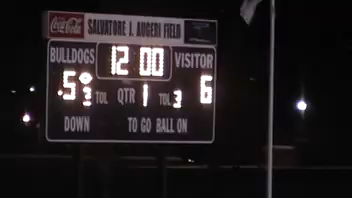 Coca-Cola SALVATORE J. AUGERI FIELD
BULLDOGS 12 00 VISITOR
TOL QTR 1 TOL 3 6
DOWN TO GO BALL ON